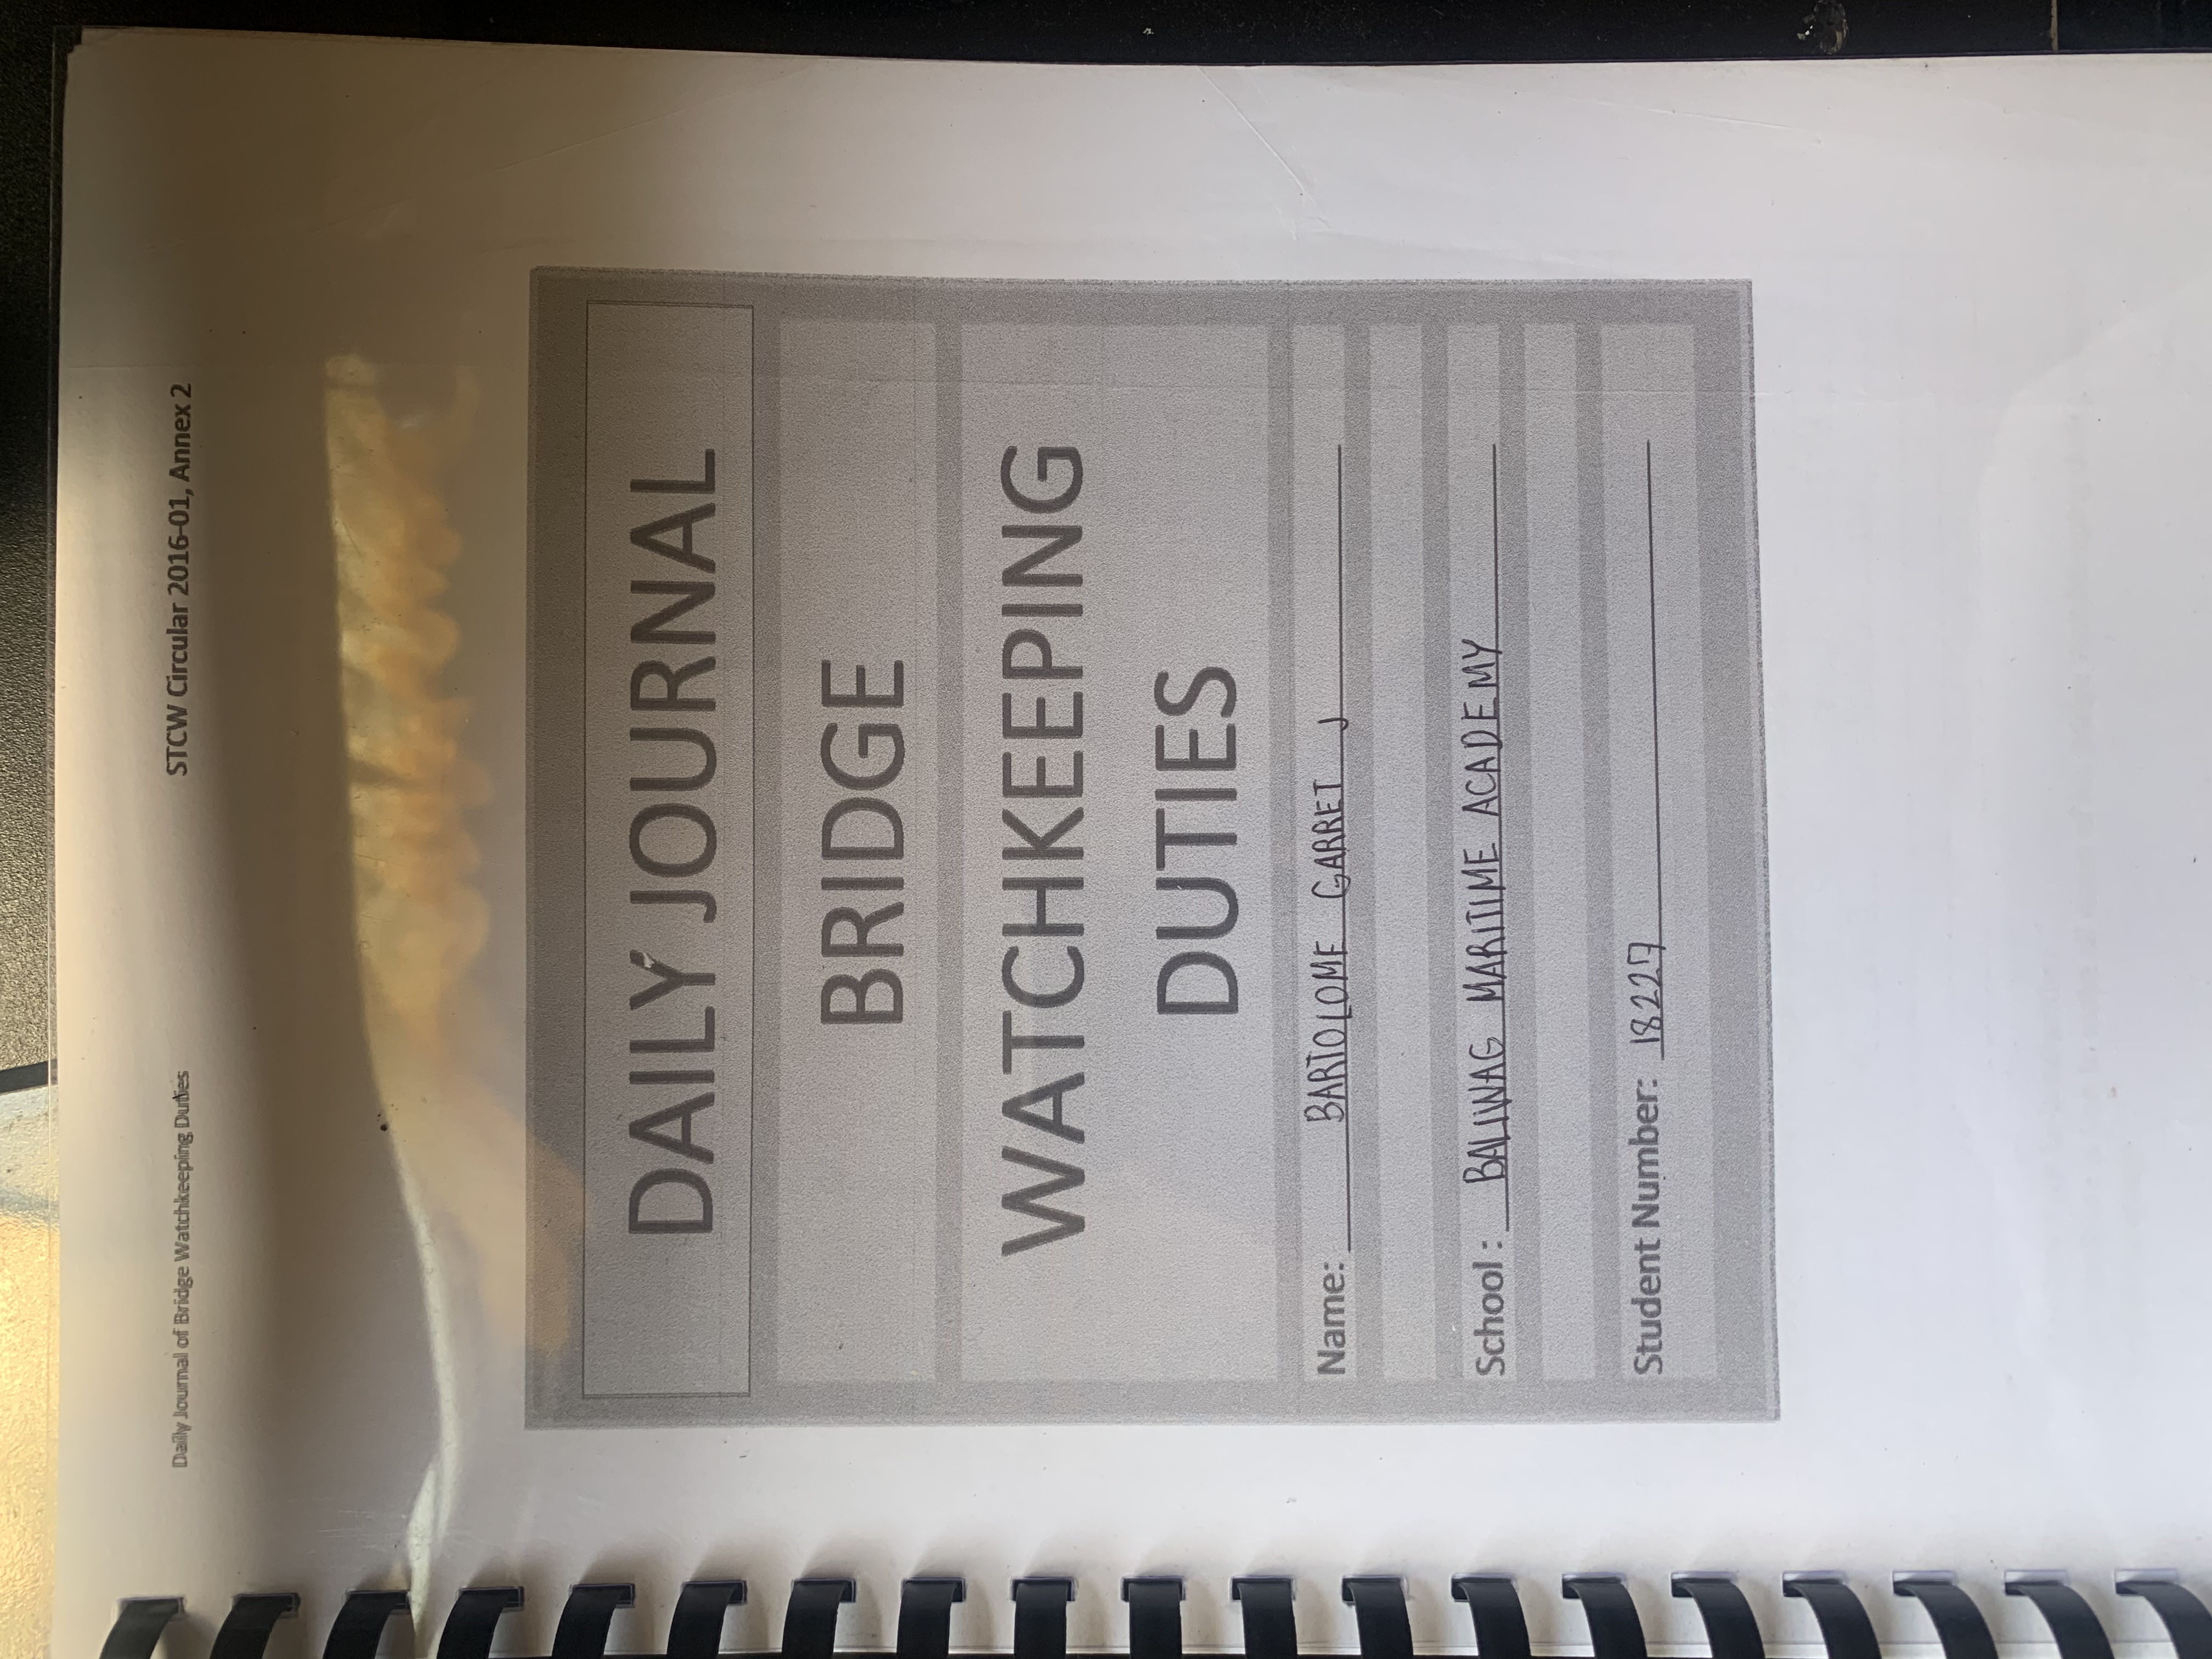 Daily Journal of Bridge Watchkeeping Duties STCW Circular 2016-01, Annex 2
DAILY JOURNAL
BRIDGE
WATCHKEEPING
DUTIES
Name: BARTOLOME GARRET J
School : BALIWAG MARITIME ACADEMY
Student Number: 18227